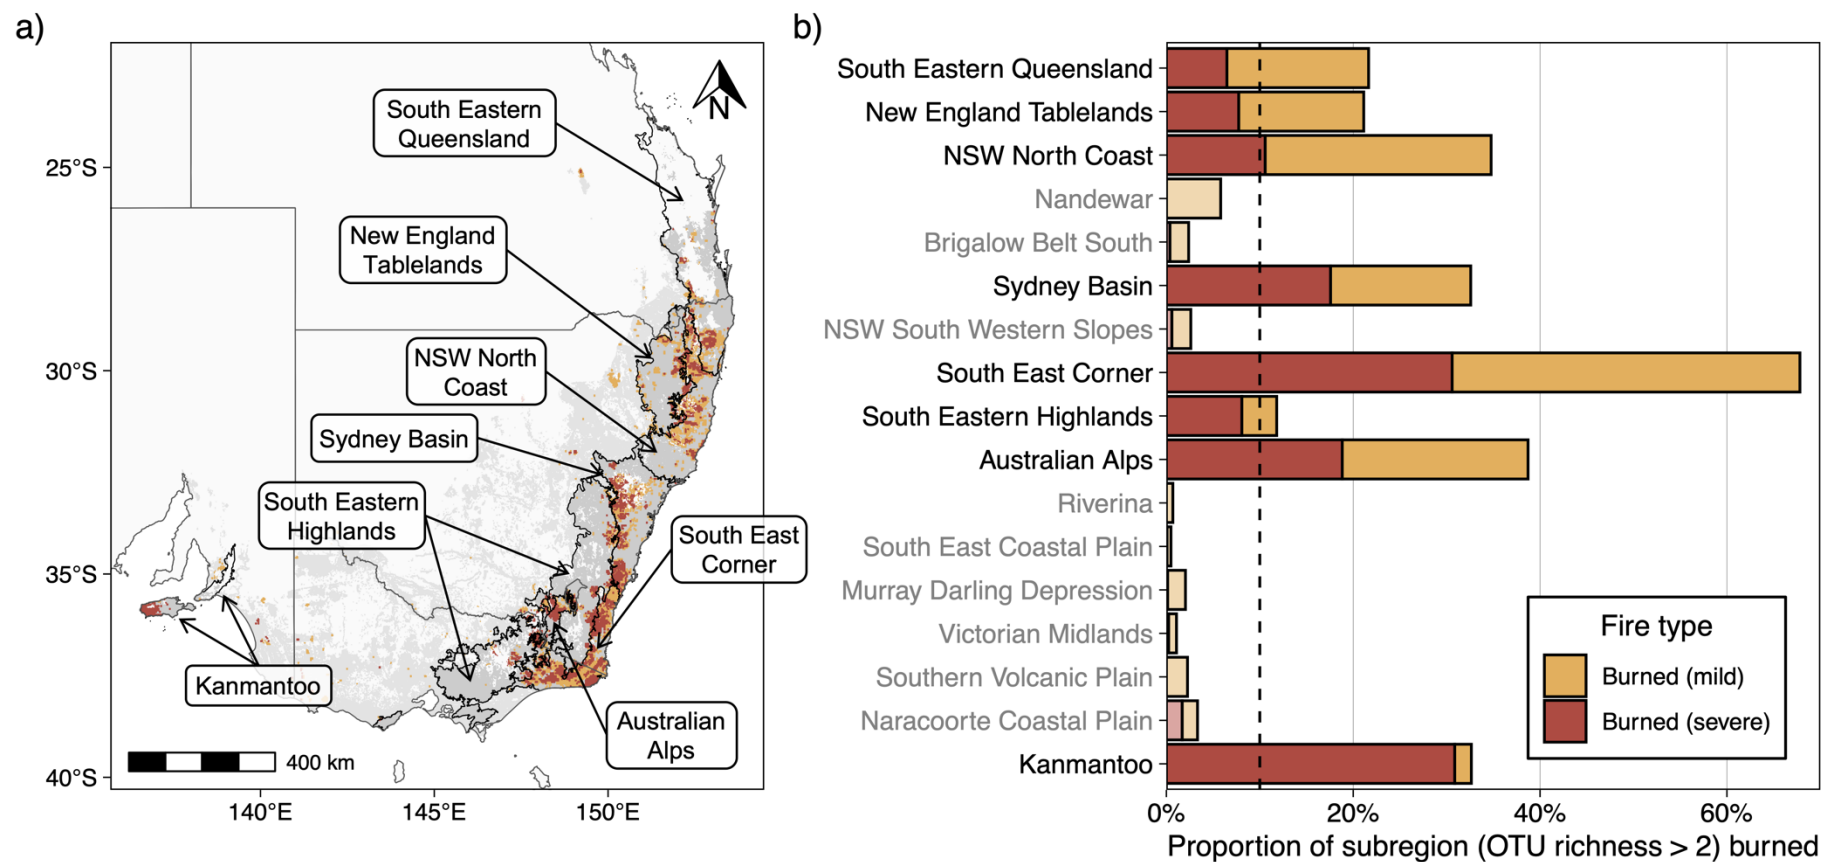 a)
South Eastern
Queensland
N
25°S
New England
Tablelands
NSW North
Coast
30°S
Sydney Basin
South Eastern
Highlands
South East
Corner
35°S
Kanmantoo
Australian
Alps
400 km
40°S
140°E
145°E
150°E
b)
South Eastern Queensland
New England Tablelands
NSW North Coast
Nandewar
Brigalow Belt South
Sydney Basin
NSW South Western Slopes
South East Corner
South Eastern Highlands
Australian Alps
Riverina
South East Coastal Plain
Murray Darling Depression
Victorian Midlands
Southern Volcanic Plain
Naracoorte Coastal Plain
Kanmantoo
Fire type
Burned (mild)
Burned (severe)
0%
20%
40%
60%
Proportion of subregion (OTU richness > 2) burned